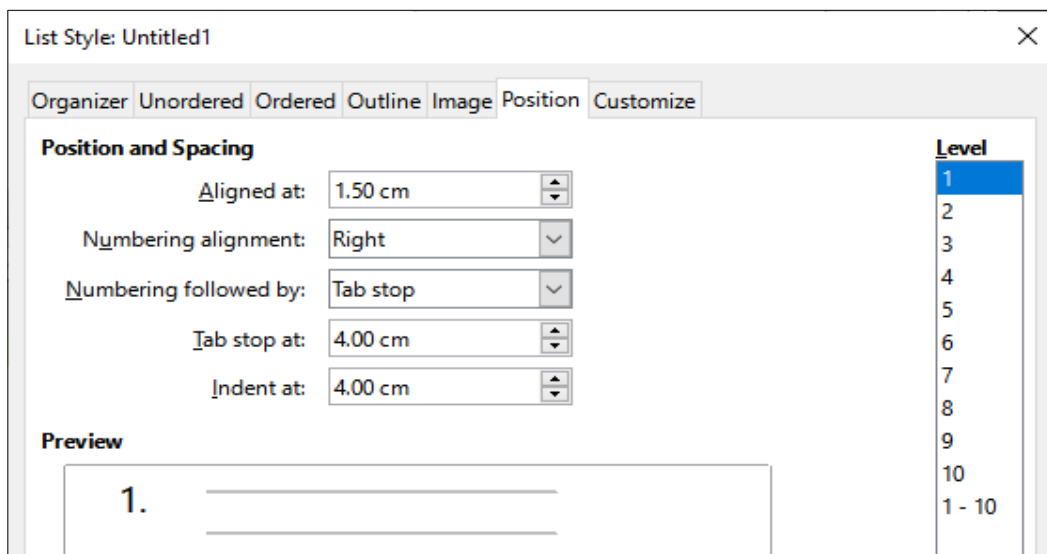 List Style: Untitled1
Organizer Unordered Ordered Outline Image Position Customize
Position and Spacing
Aligned at: 1.50 cm
Numbering alignment: Right
Numbering followed by: Tab stop
Tab stop at: 4.00 cm
Indent at: 4.00 cm
Preview
1.
Level
1
2
3
4
5
6
7
8
9
10
1 - 10